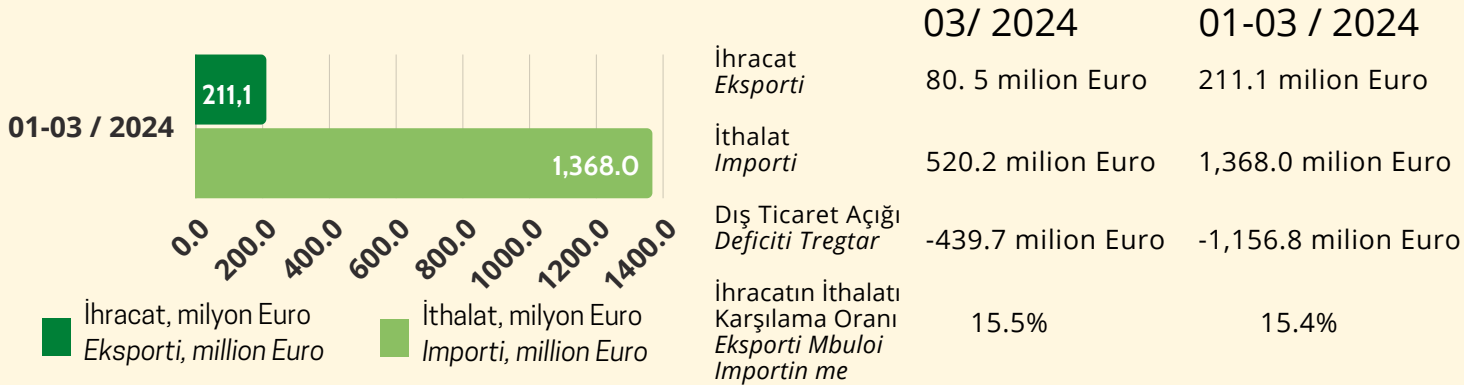 01-03 / 2024
211,1
1,368.0
0.0
200.0
400.0
600.0
800.0
1000.0
1200.0
1400.0
İhracat, milyon Euro
Eksporti, million Euro
İthalat, milyon Euro
Importi, million Euro
03/ 2024 01-03 / 2024
İhracat
Eksporti
80. 5 milion Euro 211.1 milion Euro
İthalat
Importi
520.2 milion Euro 1,368.0 milion Euro
Dış Ticaret Açığı
Deficiti Tregtar
-439.7 milion Euro -1,156.8 milion Euro
İhracatın İthalatı
Karşılama Oranı
Eksporti Mbuloi
Importin me
15.5% 15.4%